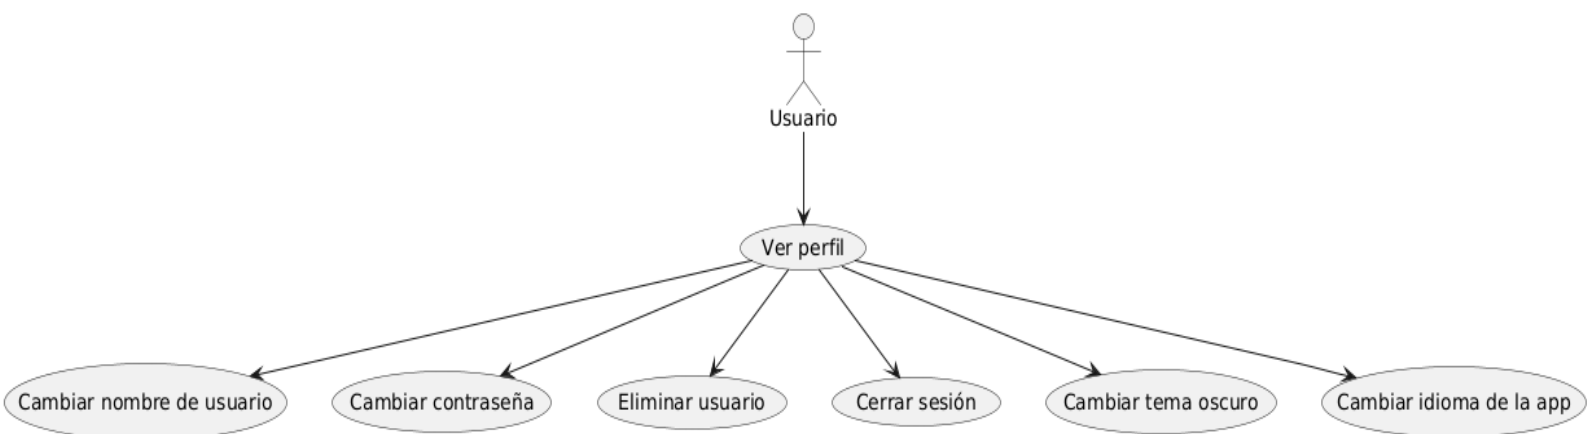 Usuario
Ver perfil
Cambiar nombre de usuario
Cambiar contraseña
Eliminar usuario
Cerrar sesión
Cambiar tema oscuro
Cambiar idioma de la app